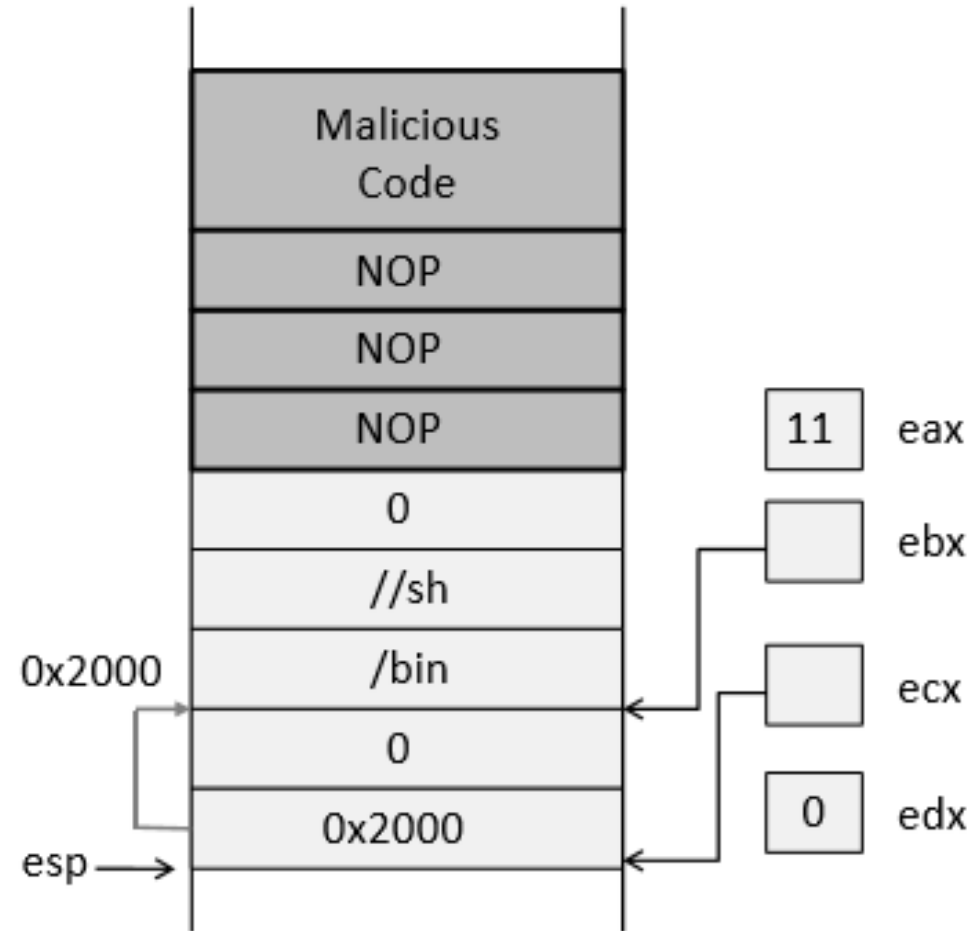 Malicious
Code
NOP
NOP
NOP
11 eax
0
ebx
//sh
0x2000
/bin
ecx
0
0 edx
0x2000
esp